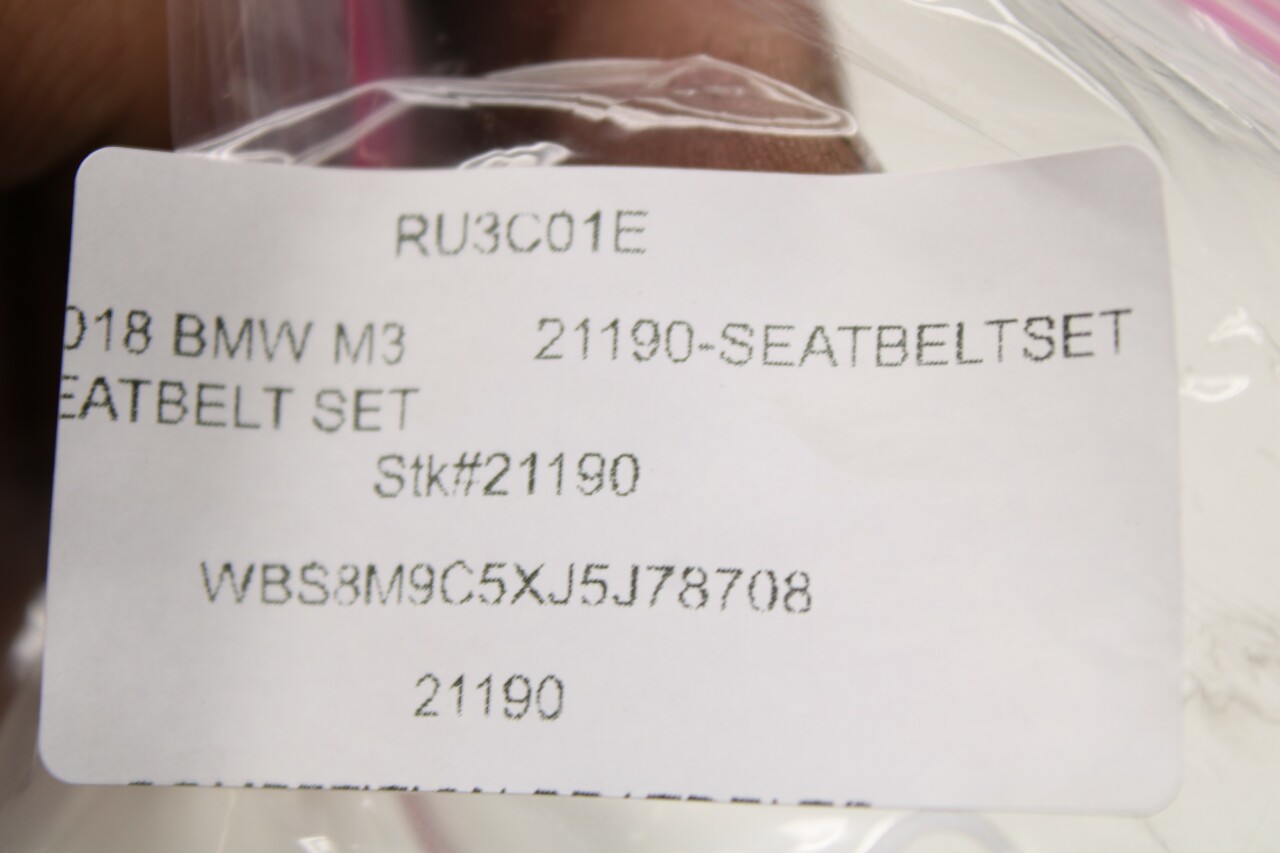 RU3C01E
018 BMW M3 21190-SEATBELTSET
EATBELT SET
Stk#21190
WBS8M9C5XJ5J78708
21190